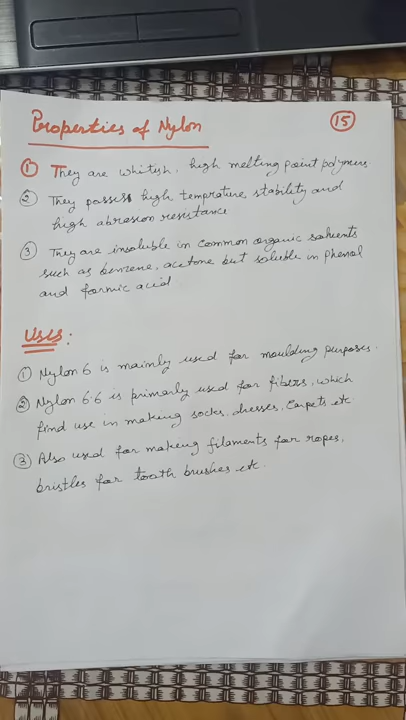 Properties of Nylon
15
① They are whitish, high melting point polymers.
② They possess high temprature, stability and
high abrasion resistance
③ They are insoluble in common organic solvents
such as benzene, acetone but soluble in phenol
and formic acid
Uses:
① Nylon 6 is mainly used for moulding purposes.
② Nylon 6·6 is primarily used for fibers, which
find use in making socks, dresses, carpets etc
③ Also used for making filaments for ropes,
bristles for tooth brushes etc.